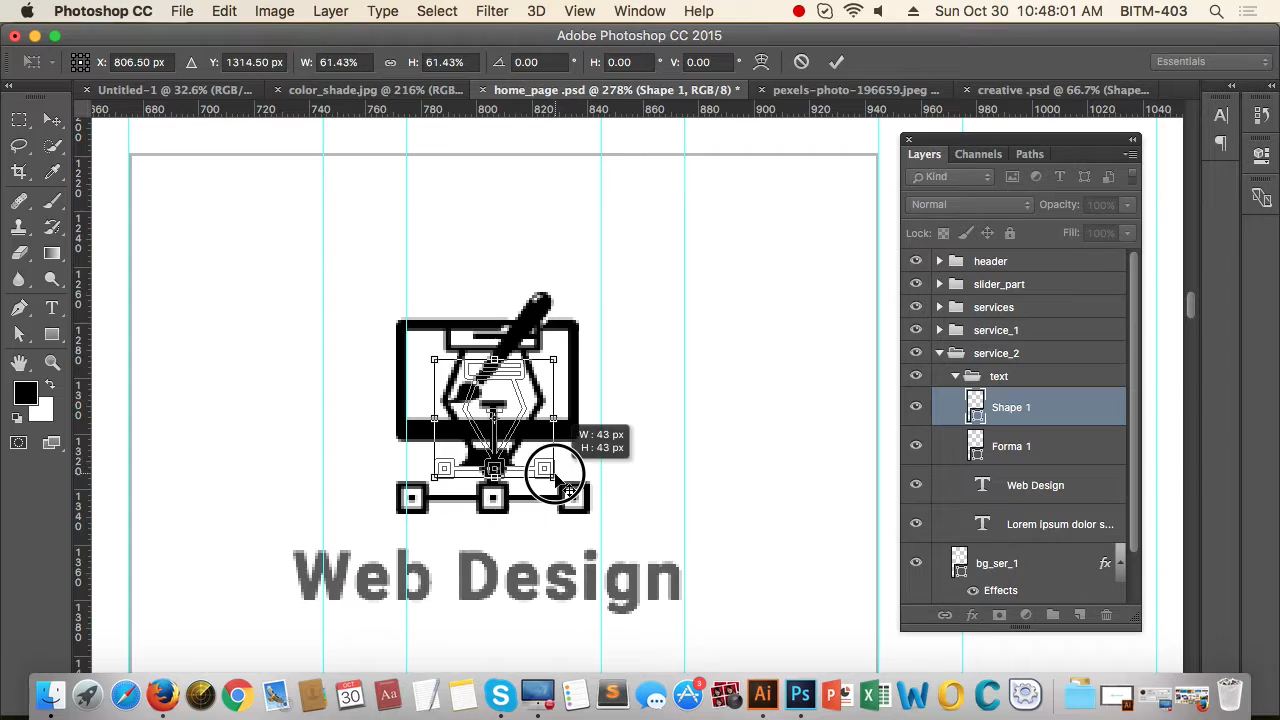 Photoshop CC File Edit Image Layer Type Select Filter 3D View Window Help Sun Oct 30 10:48:01 AM BITM-403
Adobe Photoshop CC 2015
X: 806.50 px Y: 1314.50 px W: 61.43% H: 61.43% 0.00 ° H: 0.00 ° V: 0.00 ° Essentials
Untitled-1 @ 32.6% (RGB/... color_shade.jpg @ 216% (RGB... home_page .psd @ 278% (Shape 1, RGB/8) * pexels-photo-196659.jpeg ... creative .psd @ 66.7% (Shape...
660 680 700 720 740 760 780 800 820 840 860 880 900 920 940 960 980 1000 1020 1040
Layers Channels Paths
Kind
Normal Opacity: 100%
Lock: Fill: 100%
header
slider_part
services
service_1
service_2
text
Shape 1
Forma 1
Web Design
Lorem ipsum dolor s...
bg_ser_1 fx
Effects
W : 43 px
H : 43 px
Web Design